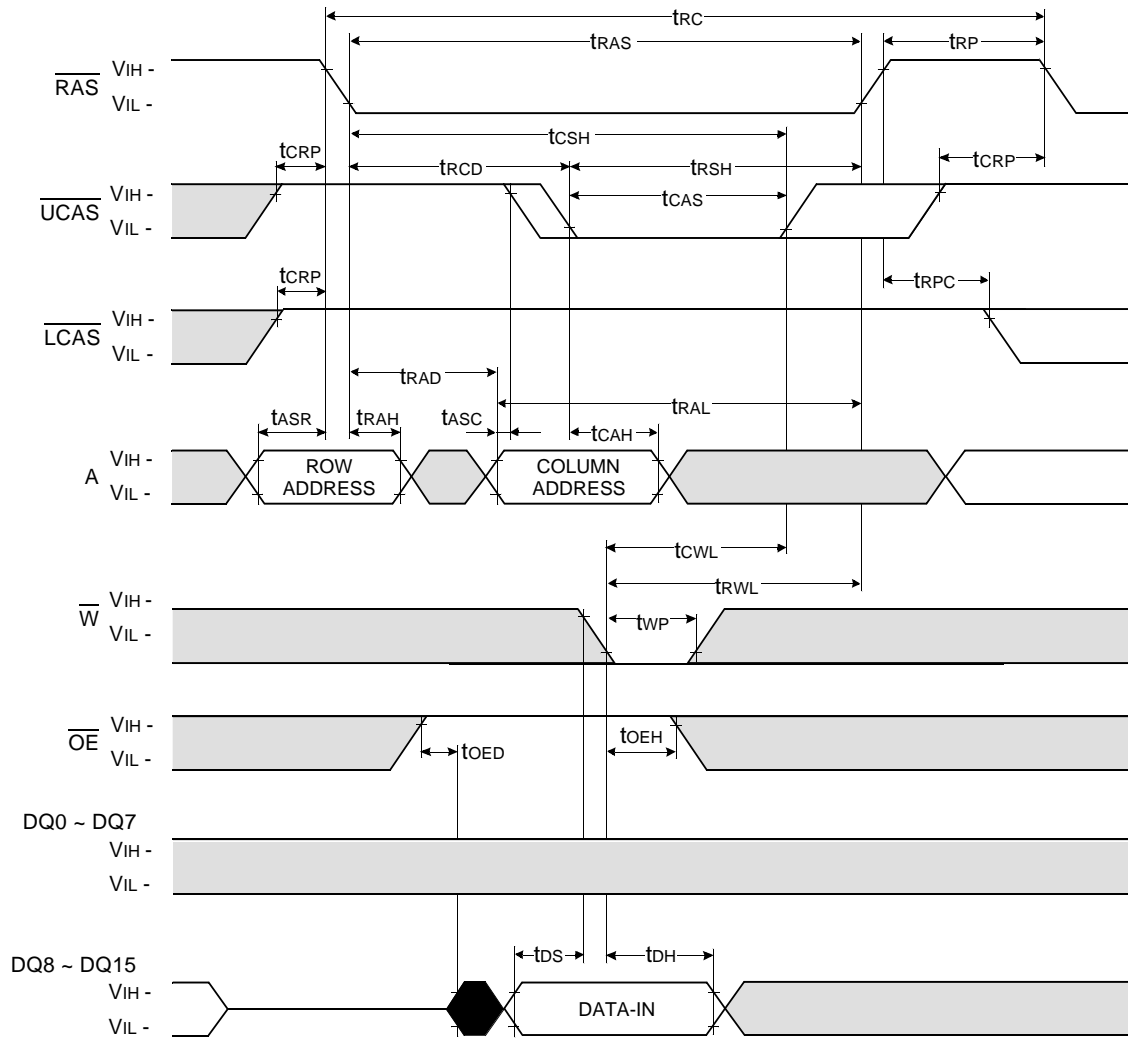 tRC
tRAS
tRP
RAS
VIH -
VIL -
tCSH
tCRP
tRCD
tRSH
tCRP
UCAS
VIH -
VIL -
tCAS
tCRP
tRPC
LCAS
VIH -
VIL -
tRAD
tRAL
tASR
tRAH
tASC
tCAH
A
VIH -
VIL -
ROW
ADDRESS
COLUMN
ADDRESS
tCWL
tRWL
W
VIH -
VIL -
tWP
OE
VIH -
VIL -
tOED
tOEH
DQ0 ~ DQ7
VIH -
VIL -
DQ8 ~ DQ15
VIH -
VIL -
tDS
tDH
DATA-IN